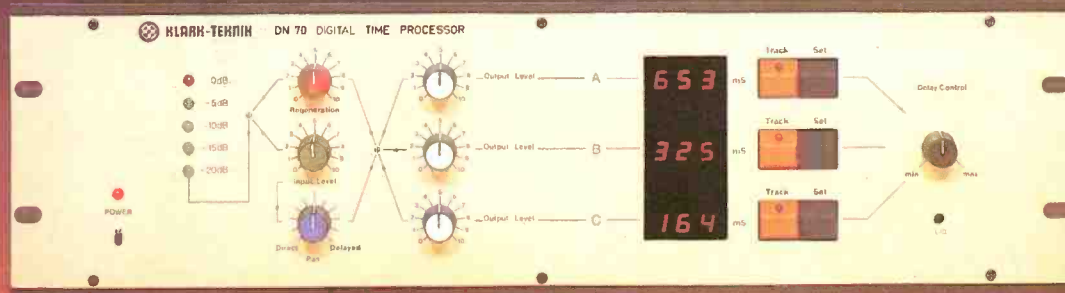 KLARK-TEKNIK DN 70 DIGITAL TIME PROCESSOR
0dB
-5dB
-10dB
-15dB
-20dB
POWER
Regeneration
Input Level
Direct
Delayed
Pan
Output Level A
653 mS
Output Level B
325 mS
Output Level C
164 mS
Track Set
Track Set
Track Set
Delay Control
min max